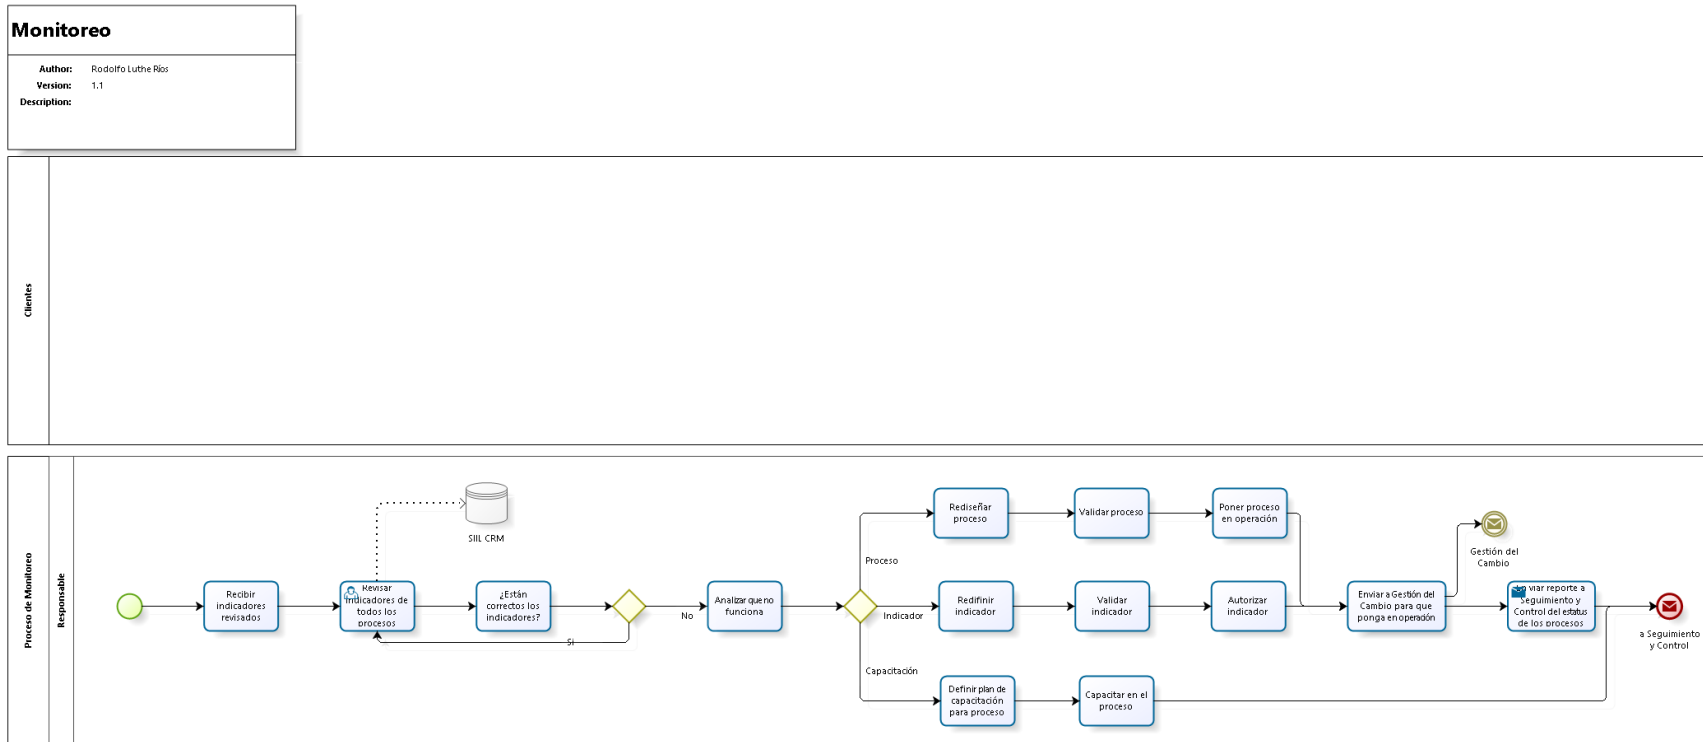 Monitoreo
Author: Rodolfo Luthe Ríos
Version: 1.1
Description:
Clientes
Proceso de Monitoreo
Responsable
SIIL CRM
Recibir
indicadores
revisados
Revisar
indicadores de
todos los
procesos
¿Están
correctos los
indicadores?
Si
No
Analizar que no
funciona
Proceso
Indicador
Capacitación
Rediseñar
proceso
Validar proceso
Poner proceso
en operación
Redifinir
indicador
Validar
indicador
Autorizar
indicador
Definir plan de
capacitación
para proceso
Capacitar en el
proceso
Enviar a Gestión del
Cambio para que
ponga en operación
Gestión del
Cambio
viar reporte a
Seguimiento y
Control del estatus
de los procesos
a Seguimiento
y Control